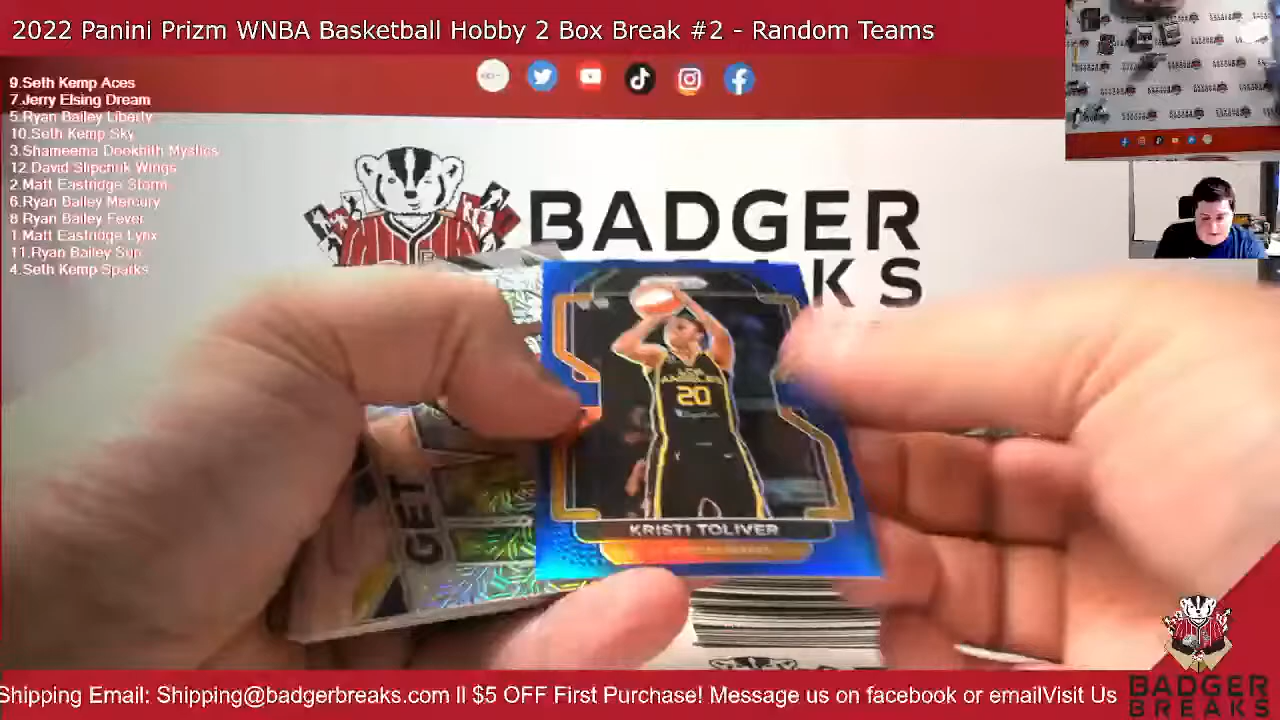 2022 Panini Prizm WNBA Basketball Hobby 2 Box Break #2 - Random Teams
9.Seth Kemp Aces
7.Jerry Elsing Dream
5.Ryan Bailey Liberty
10.Seth Kemp Sky
3.Shameema Dookhith Mystics
12.David Slipchuk Wings
2.Matt Eastridge Storm
6.Ryan Bailey Mercury
8 Ryan Bailey Fever
1.Matt Eastridge Lynx
11.Ryan Bailey Sun
4.Seth Kemp Sparks
BADGER
KS
LOS
ANGELES
20
GET
KRISTI TOLIVER
Shipping Email: Shipping@badgerbreaks.com II $5 OFF First Purchase! Message us on facebook or emailVisit Us
BADGER
BREAKS